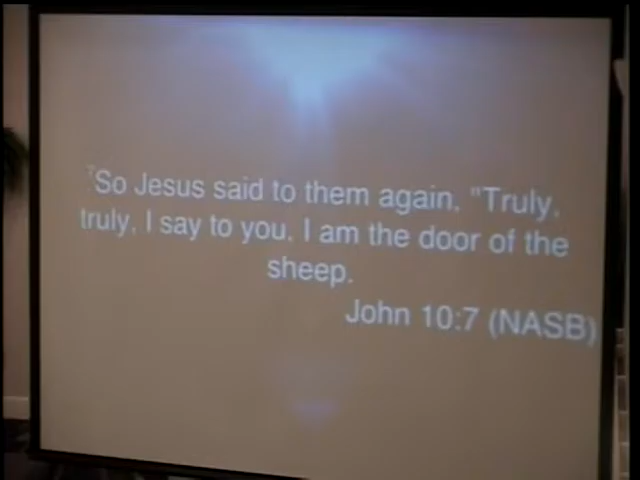 7So Jesus said to them again, "Truly,
truly, I say to you, I am the door of the
sheep.
John 10:7 (NASB)